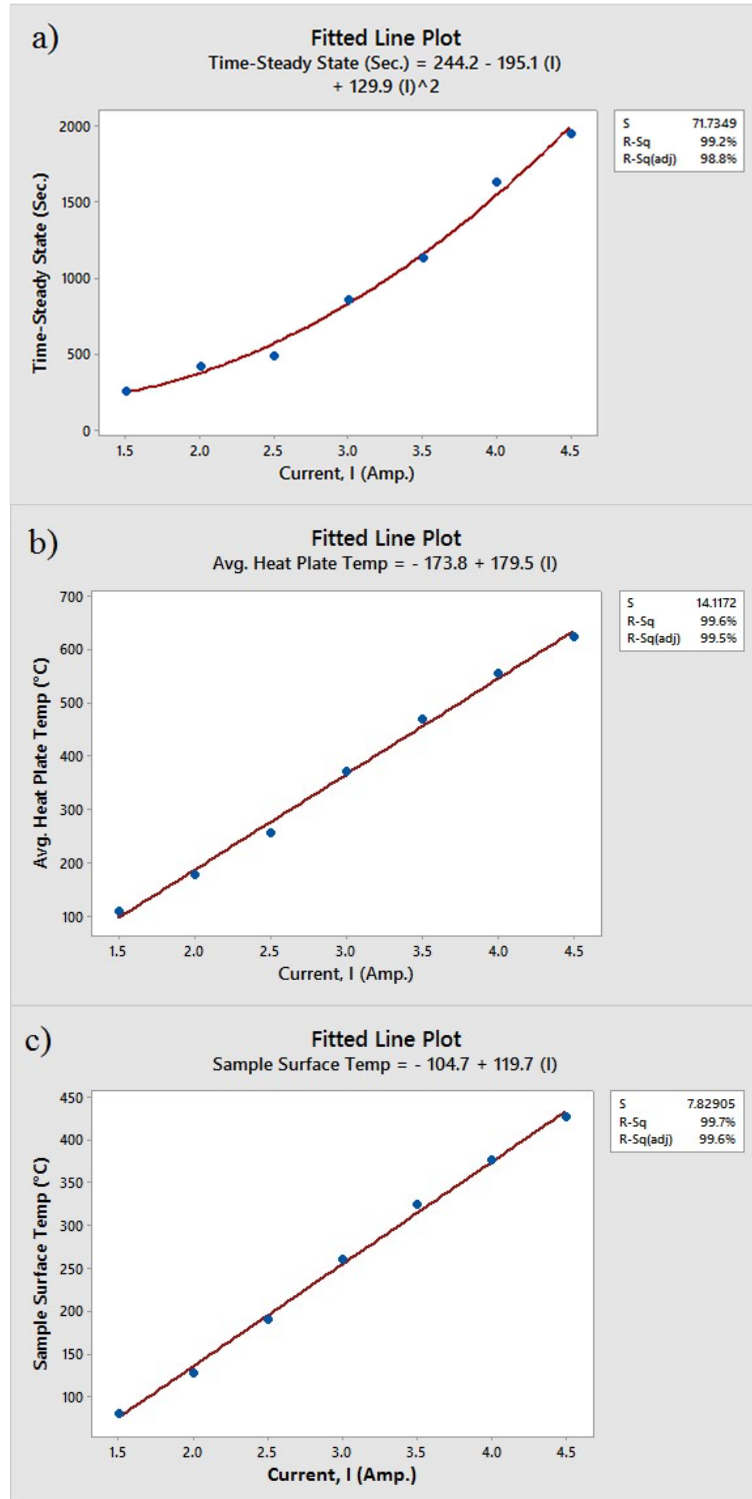 a)
Fitted Line Plot
Time-Steady State (Sec.) = 244.2 - 195.1 (I)
+ 129.9 (I)^2
S 71.7349
R-Sq 99.2%
R-Sq(adj) 98.8%
Time-Steady State (Sec.)
2000
1500
1000
500
0
1.5 2.0 2.5 3.0 3.5 4.0 4.5
Current, I (Amp.)
b)
Fitted Line Plot
Avg. Heat Plate Temp = - 173.8 + 179.5 (I)
S 14.1172
R-Sq 99.6%
R-Sq(adj) 99.5%
Avg. Heat Plate Temp (°C)
700
600
500
400
300
200
100
1.5 2.0 2.5 3.0 3.5 4.0 4.5
Current, I (Amp.)
c)
Fitted Line Plot
Sample Surface Temp = - 104.7 + 119.7 (I)
S 7.82905
R-Sq 99.7%
R-Sq(adj) 99.6%
Sample Surface Temp (°C)
450
400
350
300
250
200
150
100
1.5 2.0 2.5 3.0 3.5 4.0 4.5
Current, I (Amp.)